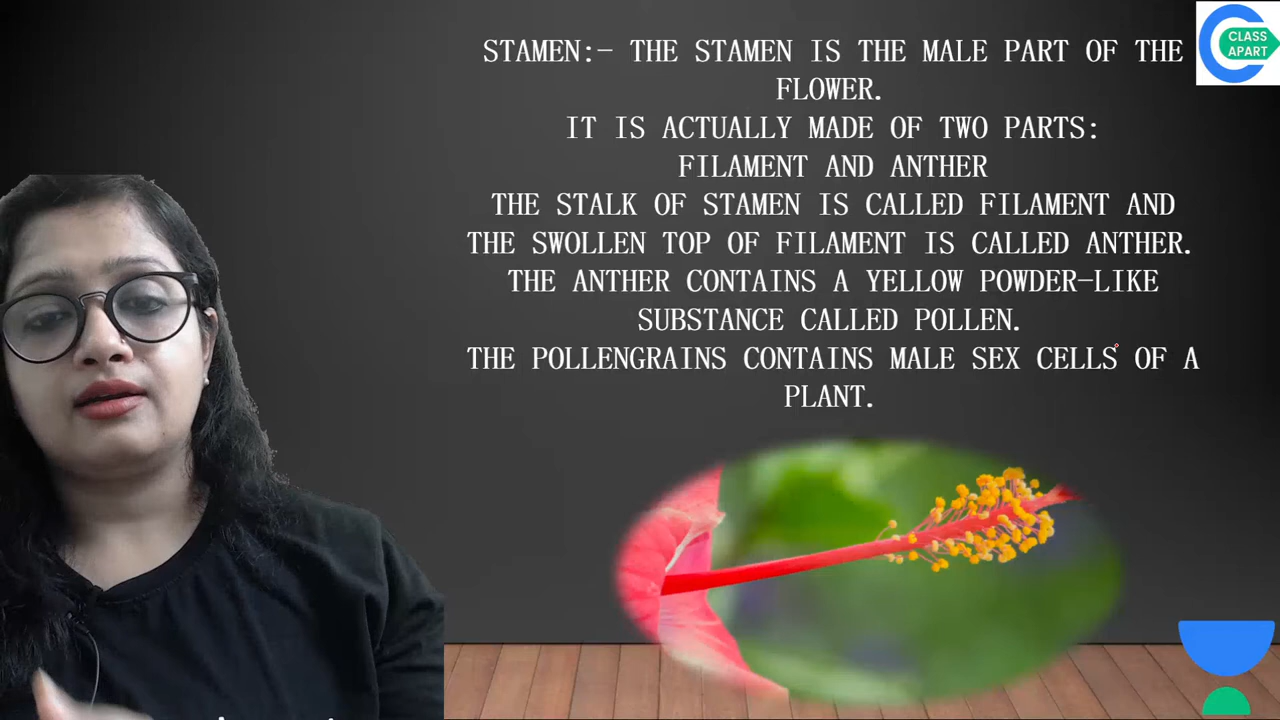 STAMEN:- THE STAMEN IS THE MALE PART OF THE
FLOWER.
IT IS ACTUALLY MADE OF TWO PARTS:
FILAMENT AND ANTHER
THE STALK OF STAMEN IS CALLED FILAMENT AND
THE SWOLLEN TOP OF FILAMENT IS CALLED ANTHER.
THE ANTHER CONTAINS A YELLOW POWDER-LIKE
SUBSTANCE CALLED POLLEN.
THE POLLENGRAINS CONTAINS MALE SEX CELLS OF A
PLANT.
CLASS
APART